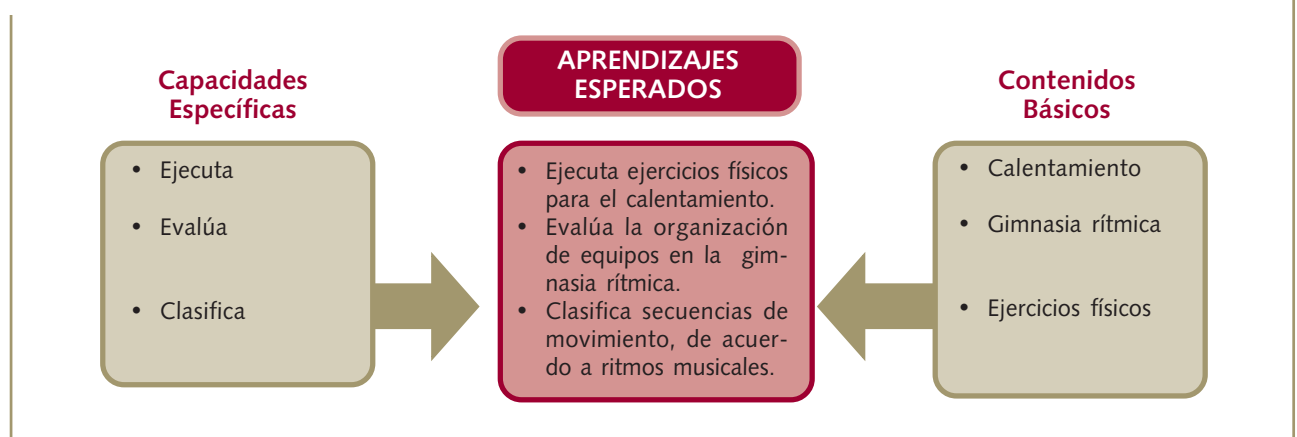 Capacidades
Específicas
• Ejecuta
• Evalúa
• Clasifica
APRENDIZAJES
ESPERADOS
• Ejecuta ejercicios físicos
para el calentamiento.
• Evalúa la organización
de equipos en la gim-
nasia rítmica.
• Clasifica secuencias de
movimiento, de acuer-
do a ritmos musicales.
Contenidos
Básicos
• Calentamiento
• Gimnasia rítmica
• Ejercicios físicos